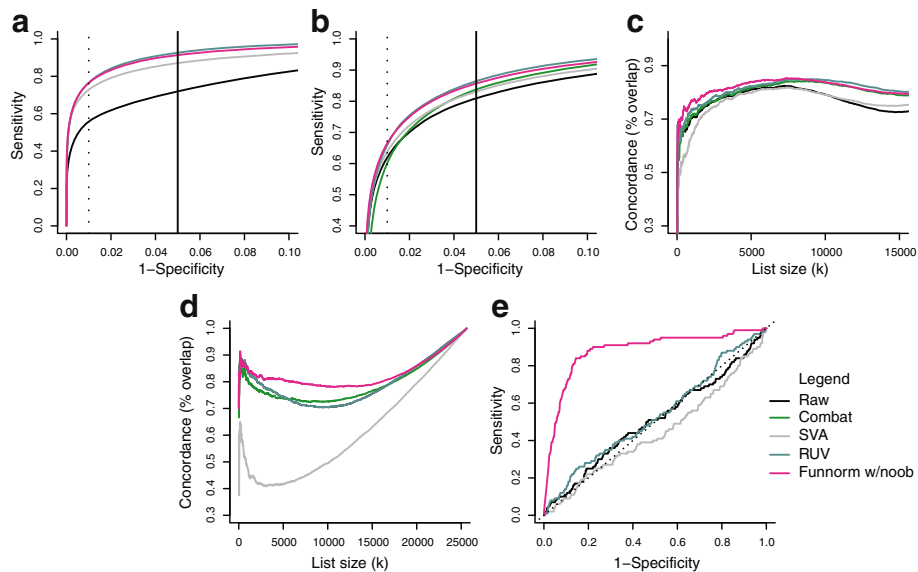 a
Sensitivity
0.0 0.2 0.4 0.6 0.8 1.0
0.00 0.02 0.04 0.06 0.08 0.10
1−Specificity
b
Sensitivity
0.4 0.5 0.6 0.7 0.8 0.9 1.0
0.00 0.02 0.04 0.06 0.08 0.10
1−Specificity
c
Concordance (% overlap)
0.3 0.5 0.7 0.9
0 5000 10000 15000
List size (k)
d
Concordance (% overlap)
0.3 0.4 0.5 0.6 0.7 0.8 0.9 1.0
0 5000 10000 15000 20000 25000
List size (k)
e
Sensitivity
0.0 0.2 0.4 0.6 0.8 1.0
0.0 0.2 0.4 0.6 0.8 1.0
1−Specificity
Legend
Raw
Combat
SVA
RUV
Funnorm w/noob